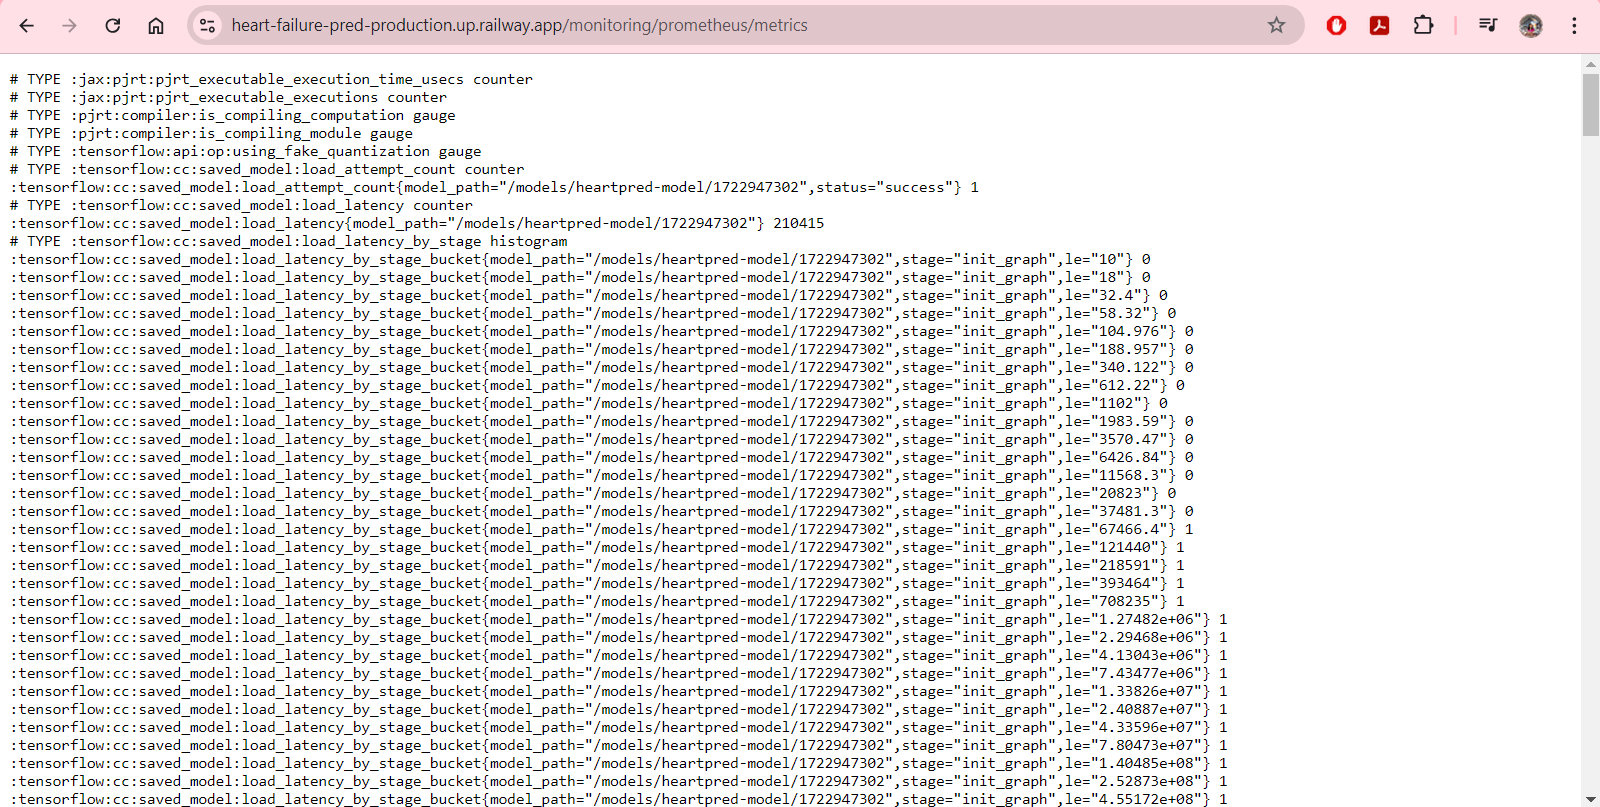 heart-failure-pred-production.up.railway.app/monitoring/prometheus/metrics
# TYPE :jax:pjrt:pjrt_executable_execution_time_usecs counter
# TYPE :jax:pjrt:pjrt_executable_executions counter
# TYPE :pjrt:compiler:is_compiling_computation gauge
# TYPE :pjrt:compiler:is_compiling_module gauge
# TYPE :tensorflow:api:op:using_fake_quantization gauge
# TYPE :tensorflow:cc:saved_model:load_attempt_count counter
:tensorflow:cc:saved_model:load_attempt_count{model_path="/models/heartpred-model/1722947302",status="success"} 1
# TYPE :tensorflow:cc:saved_model:load_latency counter
:tensorflow:cc:saved_model:load_latency{model_path="/models/heartpred-model/1722947302"} 210415
# TYPE :tensorflow:cc:saved_model:load_latency_by_stage histogram
:tensorflow:cc:saved_model:load_latency_by_stage_bucket{model_path="/models/heartpred-model/1722947302",stage="init_graph",le="10"} 0
:tensorflow:cc:saved_model:load_latency_by_stage_bucket{model_path="/models/heartpred-model/1722947302",stage="init_graph",le="18"} 0
:tensorflow:cc:saved_model:load_latency_by_stage_bucket{model_path="/models/heartpred-model/1722947302",stage="init_graph",le="32.4"} 0
:tensorflow:cc:saved_model:load_latency_by_stage_bucket{model_path="/models/heartpred-model/1722947302",stage="init_graph",le="58.32"} 0
:tensorflow:cc:saved_model:load_latency_by_stage_bucket{model_path="/models/heartpred-model/1722947302",stage="init_graph",le="104.976"} 0
:tensorflow:cc:saved_model:load_latency_by_stage_bucket{model_path="/models/heartpred-model/1722947302",stage="init_graph",le="188.957"} 0
:tensorflow:cc:saved_model:load_latency_by_stage_bucket{model_path="/models/heartpred-model/1722947302",stage="init_graph",le="340.122"} 0
:tensorflow:cc:saved_model:load_latency_by_stage_bucket{model_path="/models/heartpred-model/1722947302",stage="init_graph",le="612.22"} 0
:tensorflow:cc:saved_model:load_latency_by_stage_bucket{model_path="/models/heartpred-model/1722947302",stage="init_graph",le="1102"} 0
:tensorflow:cc:saved_model:load_latency_by_stage_bucket{model_path="/models/heartpred-model/1722947302",stage="init_graph",le="1983.59"} 0
:tensorflow:cc:saved_model:load_latency_by_stage_bucket{model_path="/models/heartpred-model/1722947302",stage="init_graph",le="3570.47"} 0
:tensorflow:cc:saved_model:load_latency_by_stage_bucket{model_path="/models/heartpred-model/1722947302",stage="init_graph",le="6426.84"} 0
:tensorflow:cc:saved_model:load_latency_by_stage_bucket{model_path="/models/heartpred-model/1722947302",stage="init_graph",le="11568.3"} 0
:tensorflow:cc:saved_model:load_latency_by_stage_bucket{model_path="/models/heartpred-model/1722947302",stage="init_graph",le="20823"} 0
:tensorflow:cc:saved_model:load_latency_by_stage_bucket{model_path="/models/heartpred-model/1722947302",stage="init_graph",le="37481.3"} 0
:tensorflow:cc:saved_model:load_latency_by_stage_bucket{model_path="/models/heartpred-model/1722947302",stage="init_graph",le="67466.4"} 1
:tensorflow:cc:saved_model:load_latency_by_stage_bucket{model_path="/models/heartpred-model/1722947302",stage="init_graph",le="121440"} 1
:tensorflow:cc:saved_model:load_latency_by_stage_bucket{model_path="/models/heartpred-model/1722947302",stage="init_graph",le="218591"} 1
:tensorflow:cc:saved_model:load_latency_by_stage_bucket{model_path="/models/heartpred-model/1722947302",stage="init_graph",le="393464"} 1
:tensorflow:cc:saved_model:load_latency_by_stage_bucket{model_path="/models/heartpred-model/1722947302",stage="init_graph",le="708235"} 1
:tensorflow:cc:saved_model:load_latency_by_stage_bucket{model_path="/models/heartpred-model/1722947302",stage="init_graph",le="1.27482e+06"} 1
:tensorflow:cc:saved_model:load_latency_by_stage_bucket{model_path="/models/heartpred-model/1722947302",stage="init_graph",le="2.29468e+06"} 1
:tensorflow:cc:saved_model:load_latency_by_stage_bucket{model_path="/models/heartpred-model/1722947302",stage="init_graph",le="4.13043e+06"} 1
:tensorflow:cc:saved_model:load_latency_by_stage_bucket{model_path="/models/heartpred-model/1722947302",stage="init_graph",le="7.43477e+06"} 1
:tensorflow:cc:saved_model:load_latency_by_stage_bucket{model_path="/models/heartpred-model/1722947302",stage="init_graph",le="1.33826e+07"} 1
:tensorflow:cc:saved_model:load_latency_by_stage_bucket{model_path="/models/heartpred-model/1722947302",stage="init_graph",le="2.40887e+07"} 1
:tensorflow:cc:saved_model:load_latency_by_stage_bucket{model_path="/models/heartpred-model/1722947302",stage="init_graph",le="4.33596e+07"} 1
:tensorflow:cc:saved_model:load_latency_by_stage_bucket{model_path="/models/heartpred-model/1722947302",stage="init_graph",le="7.80473e+07"} 1
:tensorflow:cc:saved_model:load_latency_by_stage_bucket{model_path="/models/heartpred-model/1722947302",stage="init_graph",le="1.40485e+08"} 1
:tensorflow:cc:saved_model:load_latency_by_stage_bucket{model_path="/models/heartpred-model/1722947302",stage="init_graph",le="2.52873e+08"} 1
:tensorflow:cc:saved_model:load_latency_by_stage_bucket{model_path="/models/heartpred-model/1722947302",stage="init_graph",le="4.55172e+08"} 1